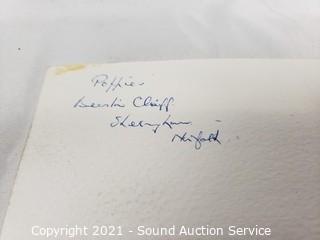 Poppies
Beeston Cliff
Sheringham
Norfolk
Copyright 2021 - Sound Auction Service